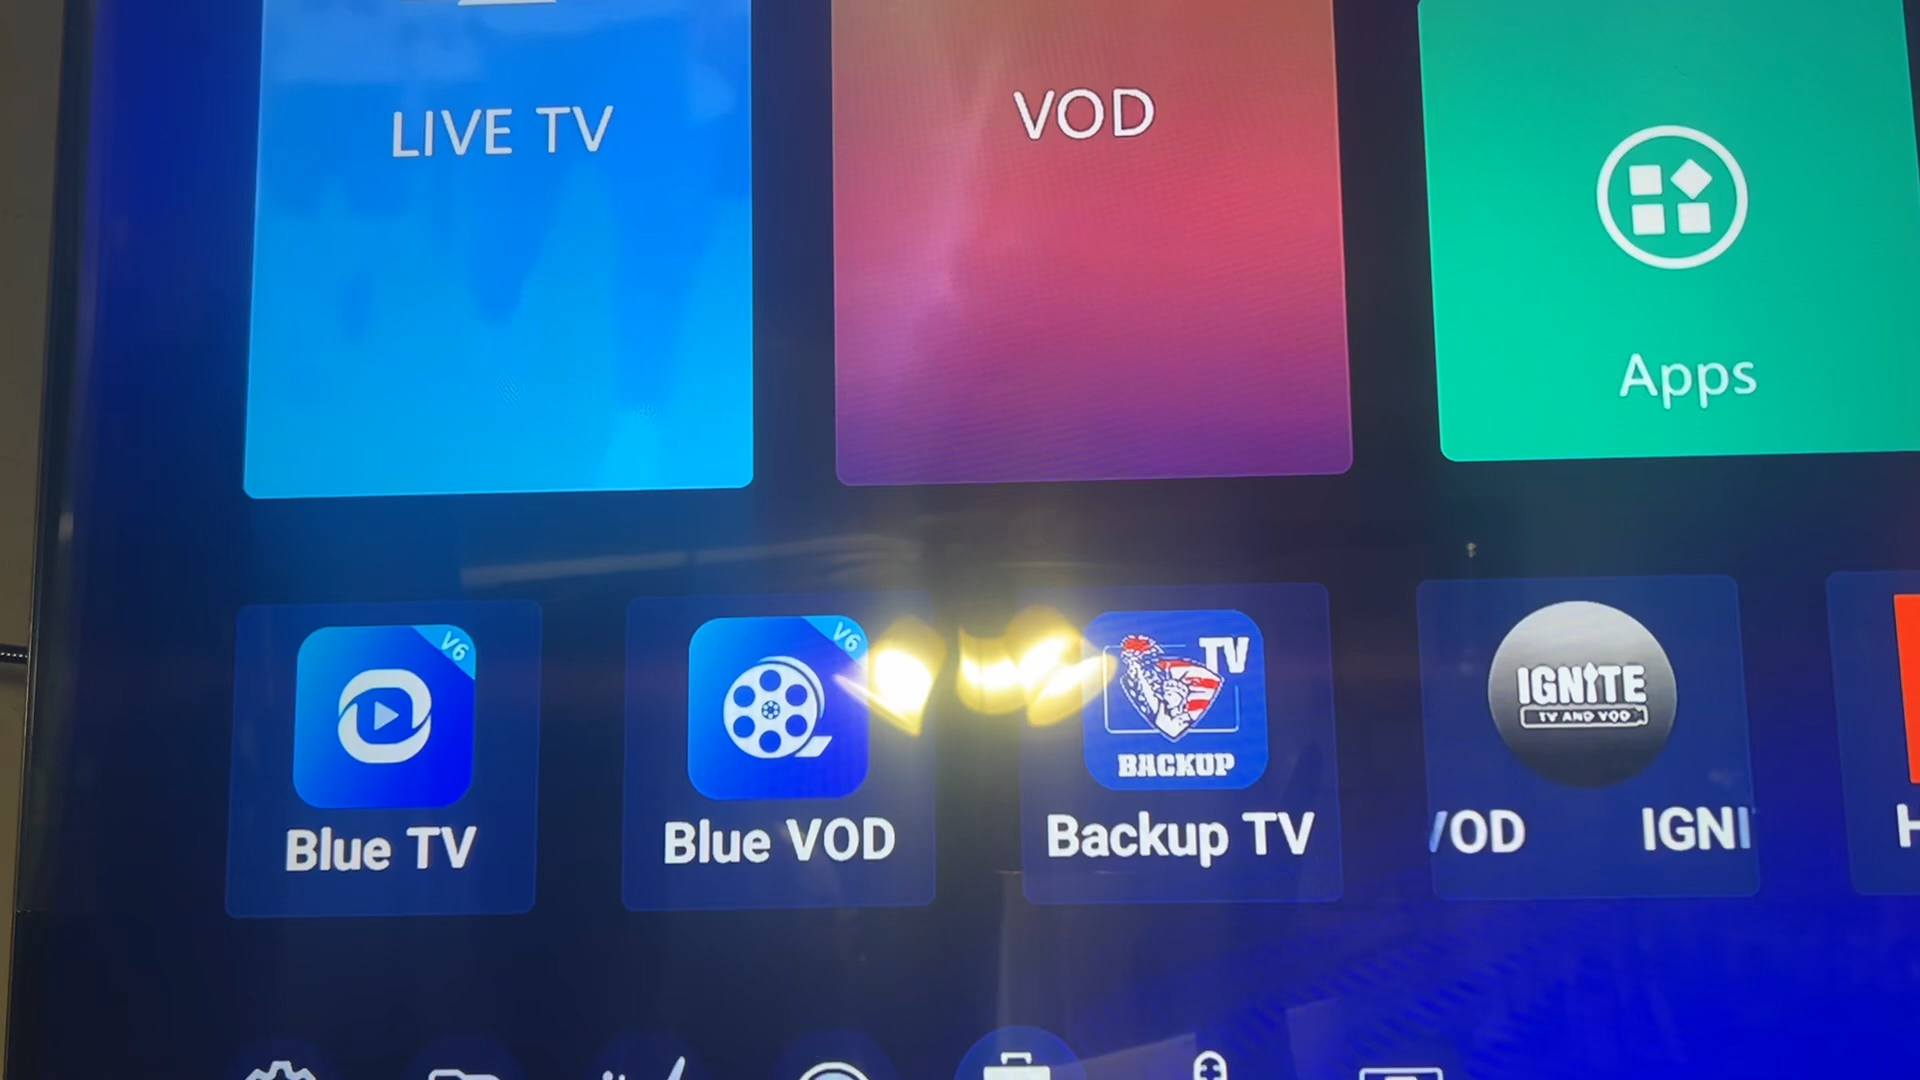 LIVE TV
VOD
Apps
V6
V6
TV
BACKUP
IGNITE
TV AND VOD
Blue TV
Blue VOD
Backup TV
VOD
IGNI
H